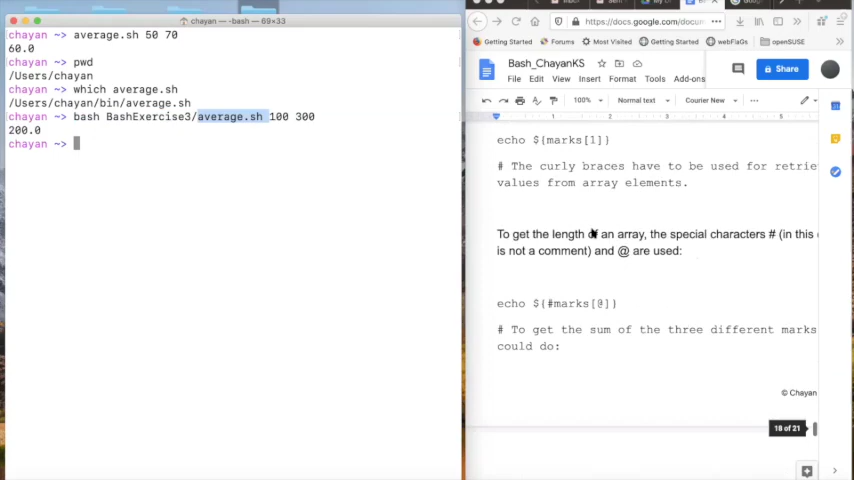 chayan — -bash — 69×33
chayan ~> average.sh 50 70
60.0
chayan ~> pwd
/Users/chayan
chayan ~> which average.sh
/Users/chayan/bin/average.sh
chayan ~> bash BashExercise3/average.sh 100 300
200.0
chayan ~>
https://docs.google.com/docum
Getting Started Forums Most Visited Getting Started webFlaGs openSUSE
Bash_ChayanKS
File Edit View Insert Format Tools Add-ons
Share
100% Normal text Courier New
1 2 3 4 5
echo ${marks[1]}
# The curly braces have to be used for retrie
values from array elements.
To get the length of an array, the special characters # (in this
is not a comment) and @ are used:
echo ${#marks[@]}
# To get the sum of the three different marks
could do:
© Chayan
18 of 21